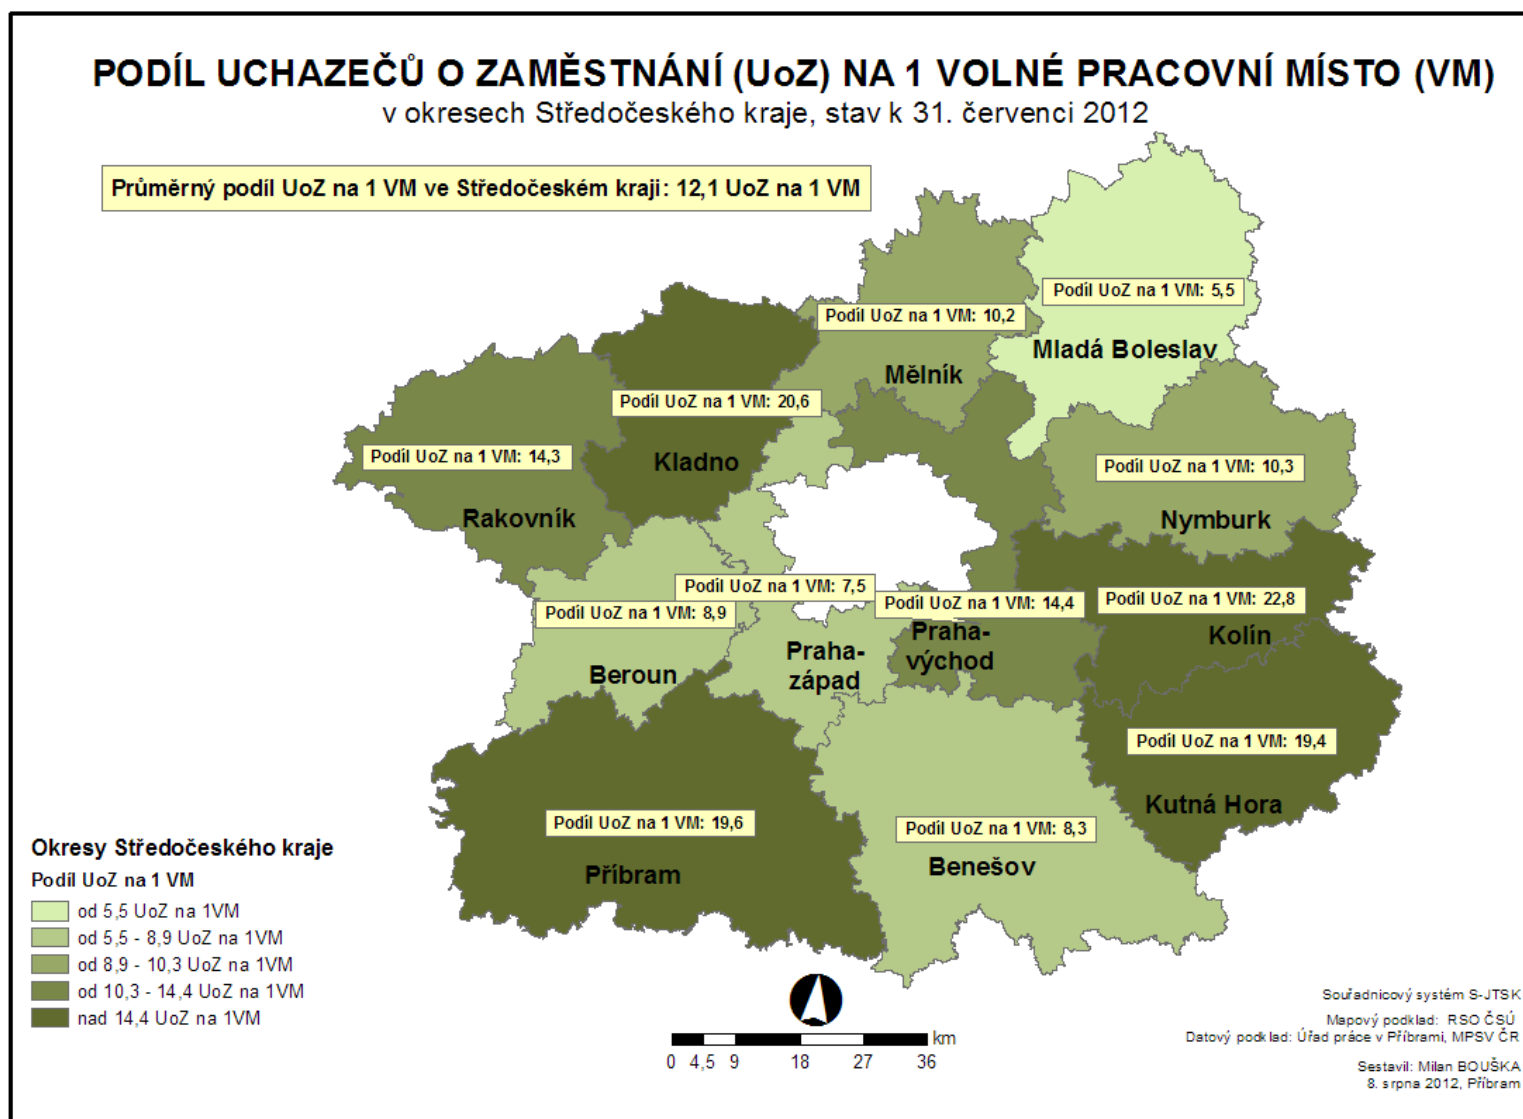 PODÍL UCHAZEČŮ O ZAMĚSTNÁNÍ (UoZ) NA 1 VOLNÉ PRACOVNÍ MÍSTO (VM)
v okresech Středočeského kraje, stav k 31. červenci 2012
Průměrný podíl UoZ na 1 VM ve Středočeském kraji: 12,1 UoZ na 1 VM
Podíl UoZ na 1 VM: 5,5
Mladá Boleslav
Podíl UoZ na 1 VM: 10,2
Mělník
Podíl UoZ na 1 VM: 20,6
Kladno
Podíl UoZ na 1 VM: 14,3
Rakovník
Podíl UoZ na 1 VM: 10,3
Nymburk
Podíl UoZ na 1 VM: 7,5
Praha-
západ
Podíl UoZ na 1 VM: 8,9
Beroun
Podíl UoZ na 1 VM: 14,4
Praha-
východ
Podíl UoZ na 1 VM: 22,8
Kolín
Podíl UoZ na 1 VM: 19,4
Kutná Hora
Podíl UoZ na 1 VM: 19,6
Příbram
Podíl UoZ na 1 VM: 8,3
Benešov
Okresy Středočeského kraje
Podíl UoZ na 1 VM
od 5,5 UoZ na 1VM
od 5,5 - 8,9 UoZ na 1VM
od 8,9 - 10,3 UoZ na 1VM
od 10,3 - 14,4 UoZ na 1VM
nad 14,4 UoZ na 1VM
km
0 4,5 9 18 27 36
Souřadnicový systém S-JTSK
Mapový podklad: RSO ČSÚ
Datový podklad: Úřad práce v Příbrami, MPSV ČR
Sestavil: Milan BOUŠKA
8. srpna 2012, Příbram